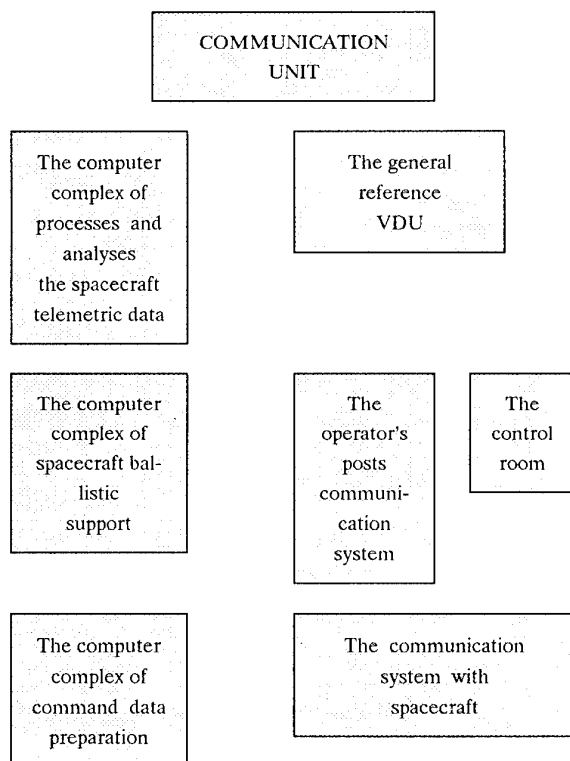 COMMUNICATION
UNIT
The computer
complex of
processes and
analyses
the spacecraft
telemetric data
The general
reference
VDU
The computer
complex of
spacecraft bal-
listic
support
The
operator's
posts
communi-
cation
system
The
control
room
The computer
complex of
command data
preparation
The communication
system with
spacecraft